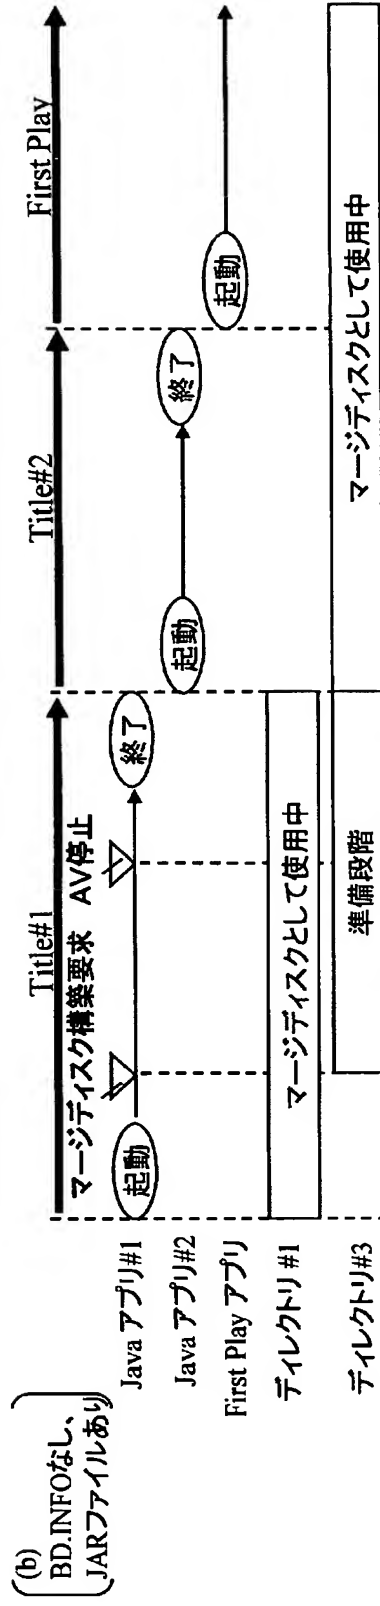 (b)
BD.INFOなし、
JARファイルあり
Title#1
Title#2
First Play
マージディスク構築要求
AV停止
Java アプリ#1
起動
終了
Java アプリ#2
起動
終了
First Play アプリ
起動
ディレクトリ #1
マージディスクとして使用中
ディレクトリ #3
準備段階
マージディスクとして使用中